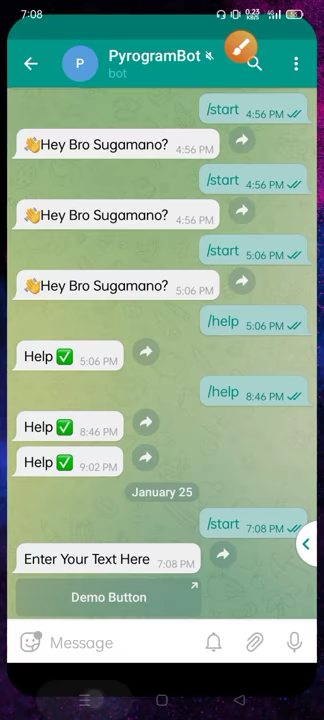 7:08
0.23 KB/S
PyrogramBot
P
bot
/start 4:56 PM
👋Hey Bro Sugamano? 4:56 PM
/start 4:56 PM
👋Hey Bro Sugamano? 4:56 PM
/start 5:06 PM
👋Hey Bro Sugamano? 5:06 PM
/help 5:06 PM
Help ✅ 5:06 PM
/help 8:46 PM
Help ✅ 8:46 PM
Help ✅ 9:02 PM
January 25
/start 7:08 PM
Enter Your Text Here 7:08 PM
Demo Button
Message